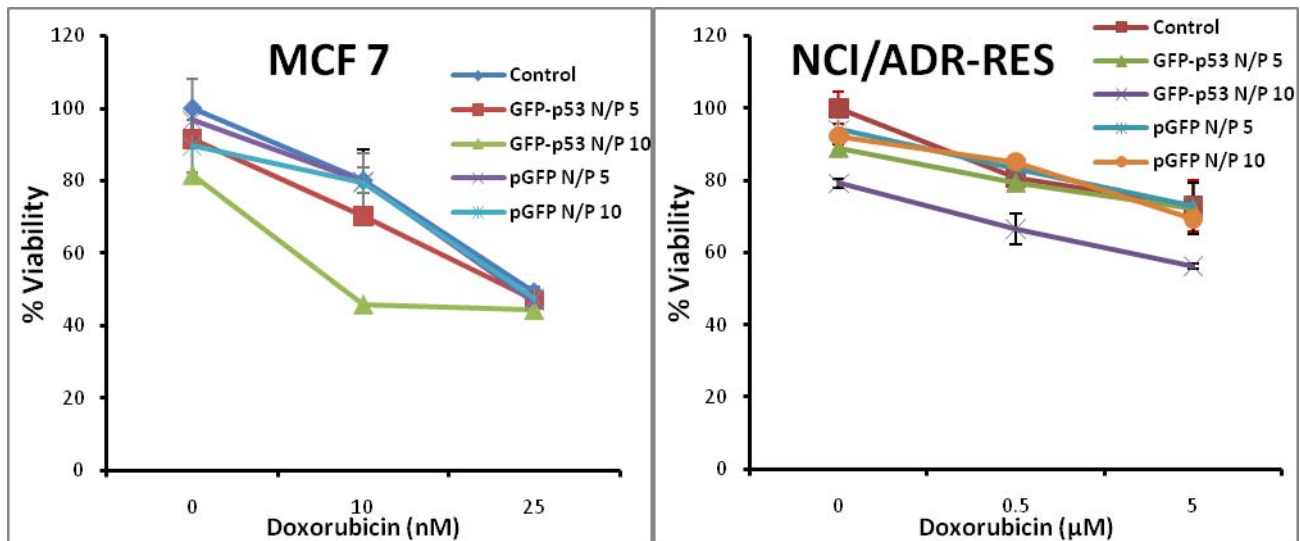 MCF 7
120
100
80
60
40
20
0
% Viability
0
10
25
Doxorubicin (nM)
Control
GFP-p53 N/P 5
GFP-p53 N/P 10
pGFP N/P 5
pGFP N/P 10
NCI/ADR-RES
120
100
80
60
40
20
0
% Viability
0
0.5
5
Doxorubicin (μM)
Control
GFP-p53 N/P 5
GFP-p53 N/P 10
pGFP N/P 5
pGFP N/P 10